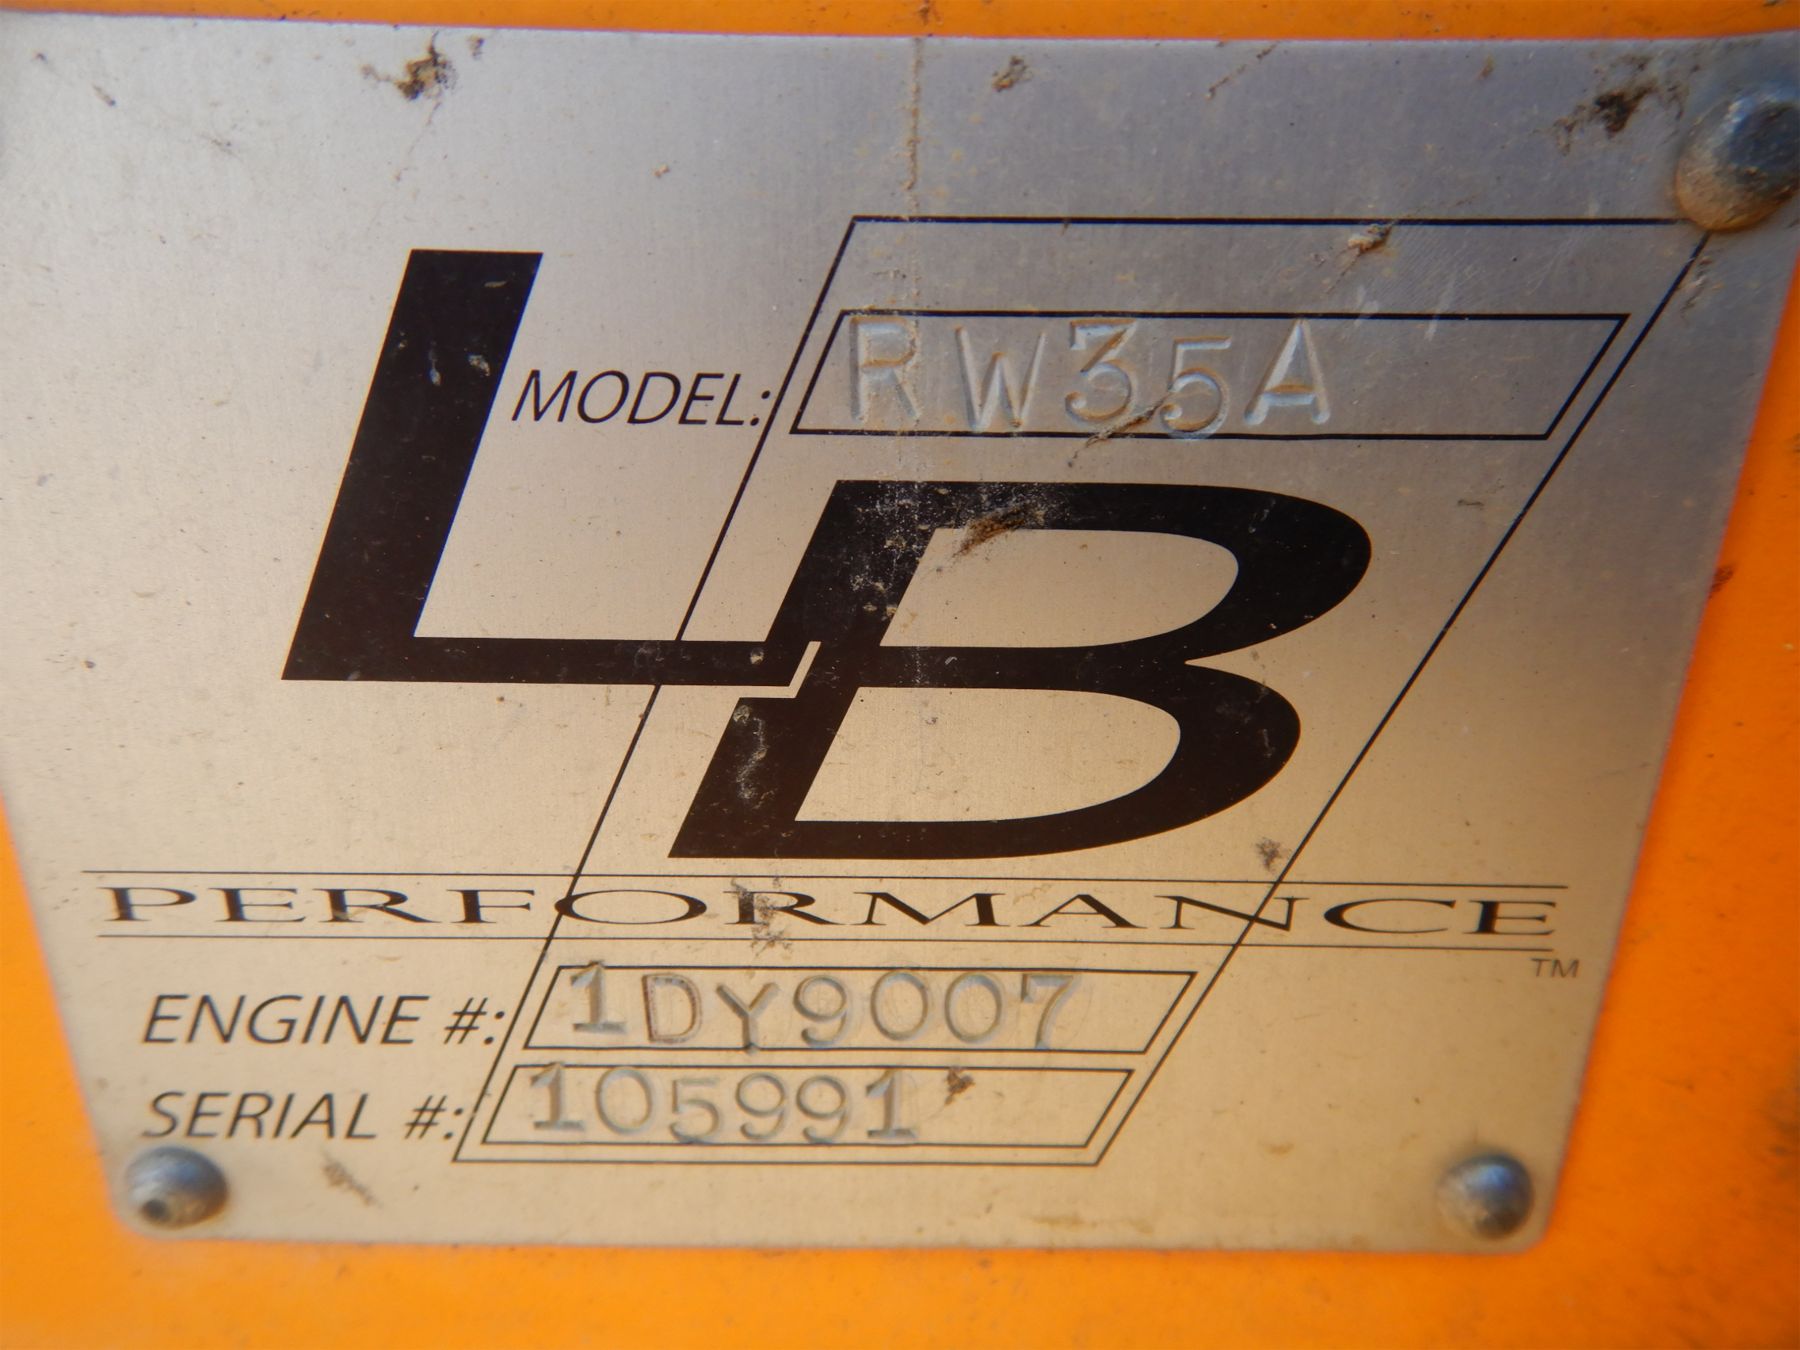 MODEL: RW35A
LB
PERFORMANCE
TM
ENGINE #: 1DY9007
SERIAL #: 105991